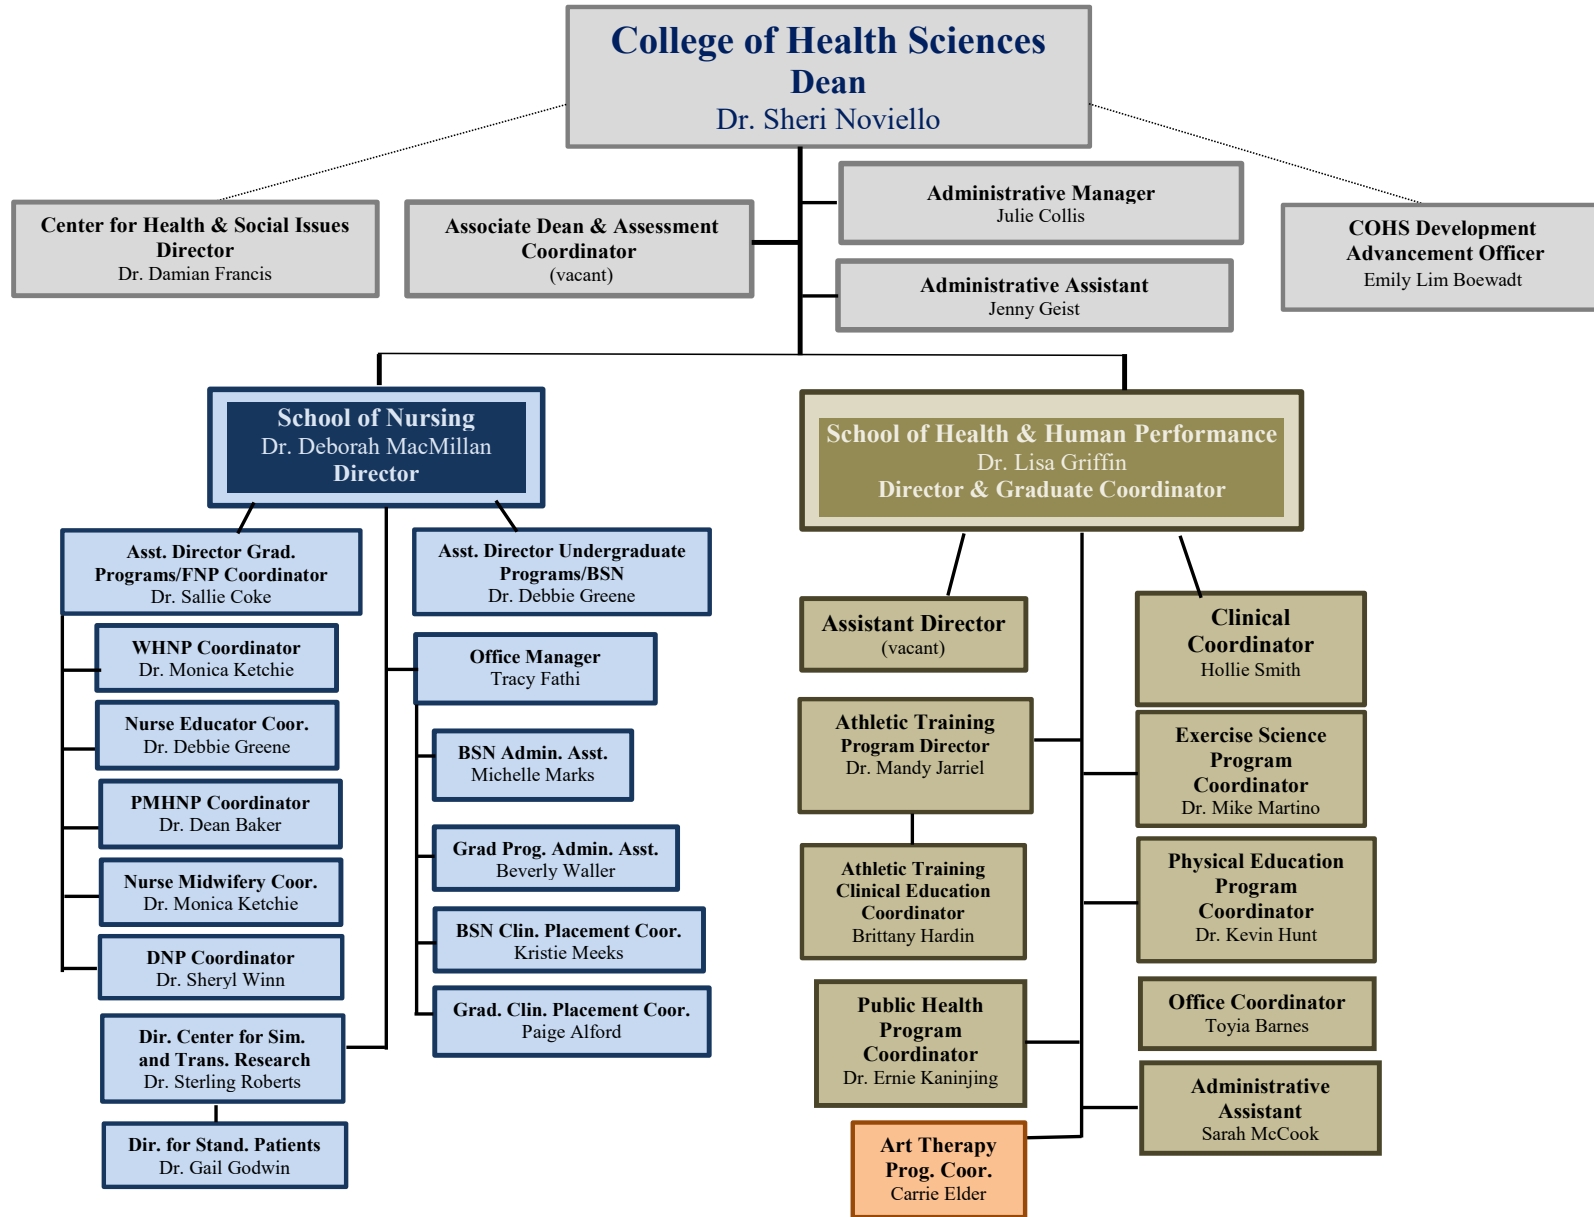 College of Health Sciences
Dean
Dr. Sheri Noviello
Center for Health & Social Issues
Director
Dr. Damian Francis
Associate Dean & Assessment
Coordinator
(vacant)
Administrative Manager
Julie Collis
Administrative Assistant
Jenny Geist
COHS Development
Advancement Officer
Emily Lim Boewadt
School of Nursing
Dr. Deborah MacMillan
Director
Asst. Director Grad.
Programs/FNP Coordinator
Dr. Sallie Coke
Asst. Director Undergraduate
Programs/BSN
Dr. Debbie Greene
WHNP Coordinator
Dr. Monica Ketchie
Nurse Educator Coor.
Dr. Debbie Greene
PMHNP Coordinator
Dr. Dean Baker
Nurse Midwifery Coor.
Dr. Monica Ketchie
DNP Coordinator
Dr. Sheryl Winn
Dir. Center for Sim.
and Trans. Research
Dr. Sterling Roberts
Dir. for Stand. Patients
Dr. Gail Godwin
Office Manager
Tracy Fathi
BSN Admin. Asst.
Michelle Marks
Grad Prog. Admin. Asst.
Beverly Waller
BSN Clin. Placement Coor.
Kristie Meeks
Grad. Clin. Placement Coor.
Paige Alford
School of Health & Human Performance
Dr. Lisa Griffin
Director & Graduate Coordinator
Assistant Director
(vacant)
Athletic Training
Program Director
Dr. Mandy Jarriel
Athletic Training
Clinical Education
Coordinator
Brittany Hardin
Public Health
Program
Coordinator
Dr. Ernie Kaninjing
Art Therapy
Prog. Coor.
Carrie Elder
Clinical
Coordinator
Hollie Smith
Exercise Science
Program
Coordinator
Dr. Mike Martino
Physical Education
Program
Coordinator
Dr. Kevin Hunt
Office Coordinator
Toyia Barnes
Administrative
Assistant
Sarah McCook